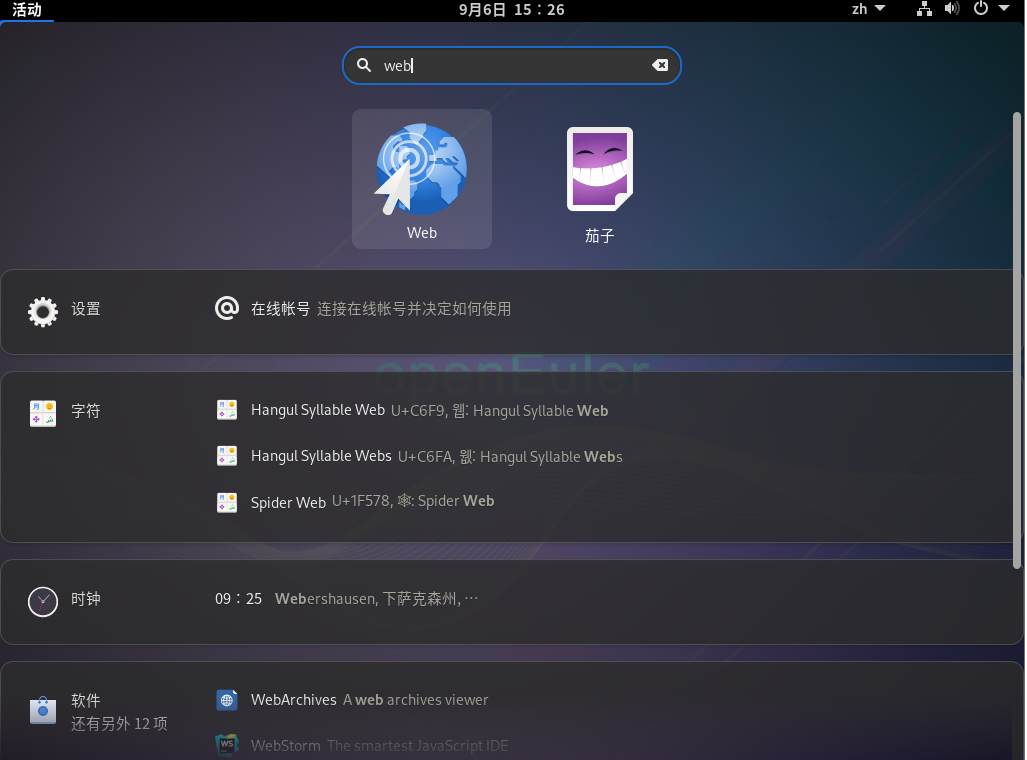 活动
9月6日 15：26
zh
web
Web
茄子
设置
在线帐号 连接在线帐号并决定如何使用
openEuler
字符
Hangul Syllable Web U+C6F9, 웹: Hangul Syllable Web
Hangul Syllable Webs U+C6FA, 웺: Hangul Syllable Webs
Spider Web U+1F578, 🕸: Spider Web
时钟
09：25 Webershausen, 下萨克森州, …
软件
还有另外 12 项
WebArchives A web archives viewer
WS
WebStorm The smartest JavaScript IDE